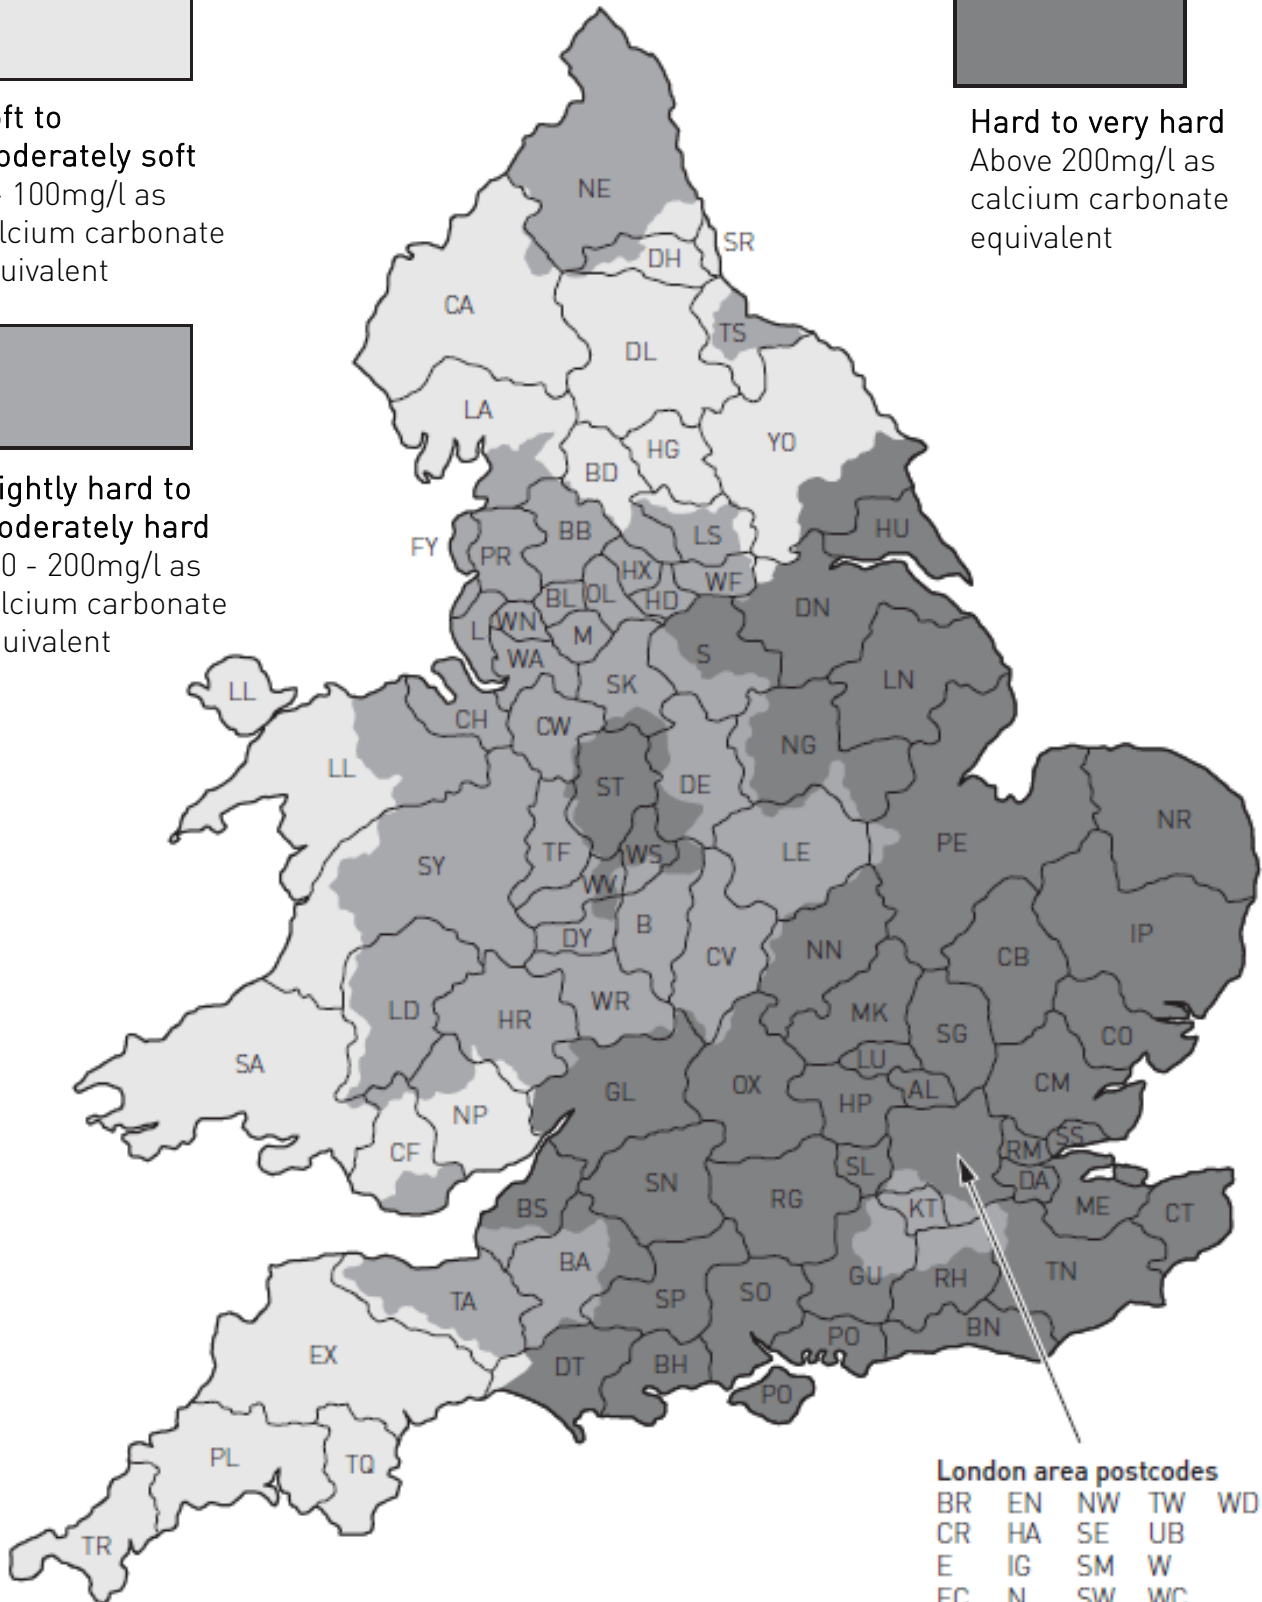 ft to
oderately soft
- 100mg/l as
lcium carbonate
quivalent
Hard to very hard
Above 200mg/l as
calcium carbonate
equivalent
ightly hard to
oderately hard
0 - 200mg/l as
lcium carbonate
quivalent
NE
SR
DH
CA
TS
DL
LA
HG
YO
BD
BB
LS
HU
FY
PR
HX
WF
BL
OL
HD
DN
L
WN
M
WA
S
SK
LN
LL
CH
CW
NG
LL
ST
DE
NR
PE
TF
WS
LE
SY
WV
B
DY
CV
NN
CB
IP
LD
HR
WR
MK
SG
CO
LU
SA
GL
OX
HP
AL
CM
NP
CF
RM
SS
SL
DA
SN
RG
KT
ME
CT
BS
BA
GU
RH
TN
TA
SP
SO
PO
BN
EX
DT
BH
PO
PL
TQ
TR
London area postcodes
BR EN NW TW WD
CR HA SE UB
E IG SM W
EC N SW WC